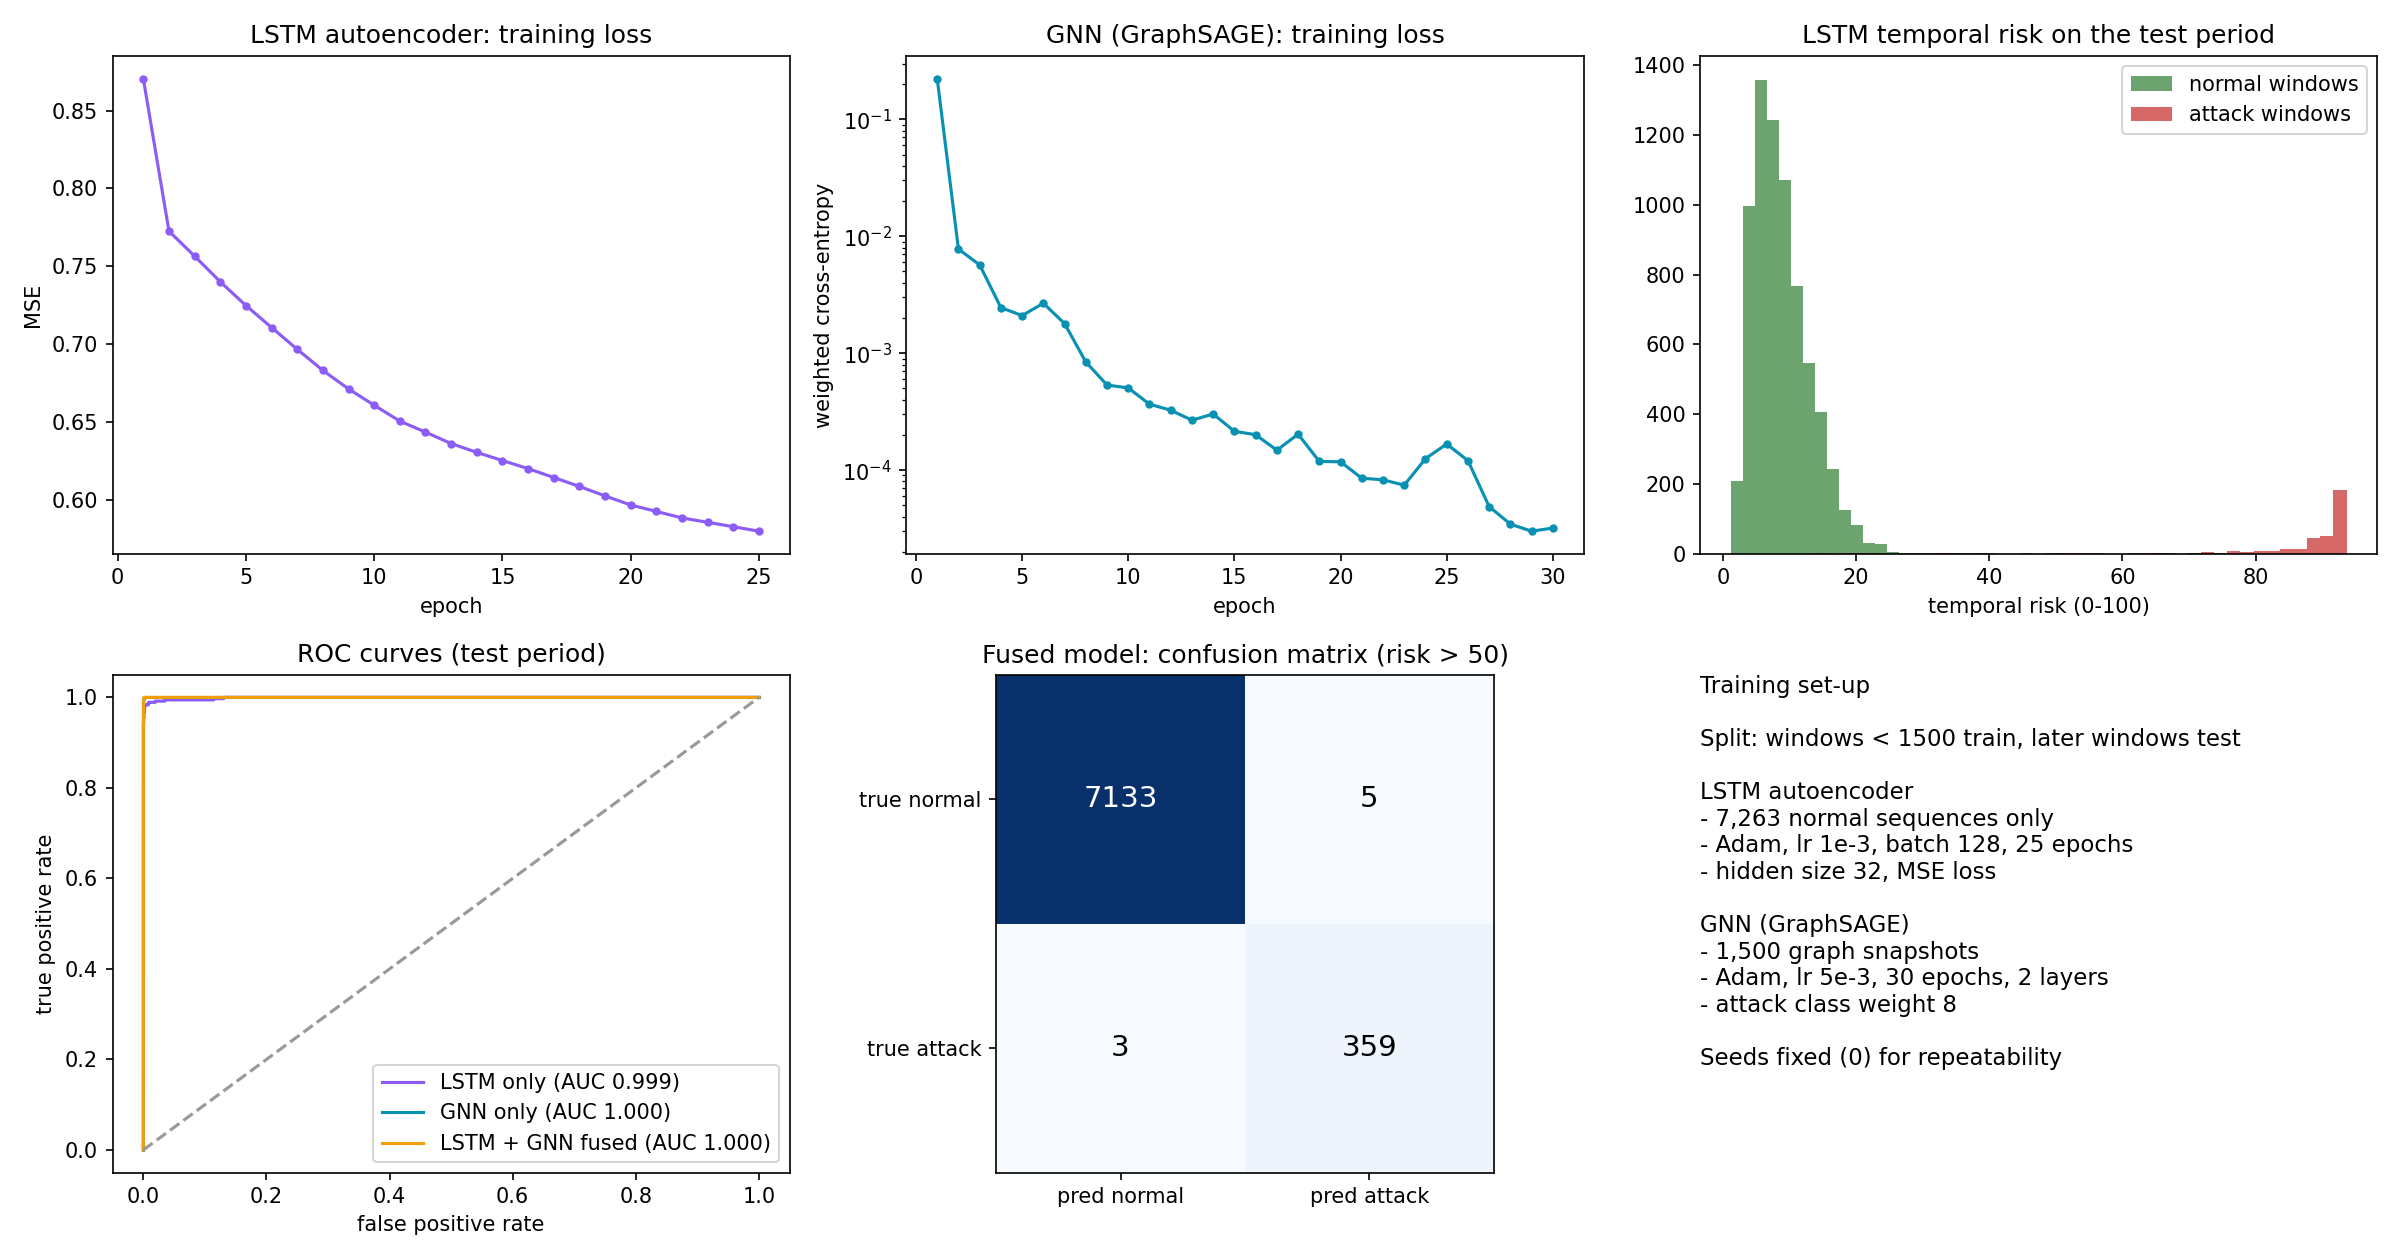 LSTM autoencoder: training loss
MSE
0.85
0.80
0.75
0.70
0.65
0.60
0 5 10 15 20 25
epoch
GNN (GraphSAGE): training loss
weighted cross-entropy
10⁻¹
10⁻²
10⁻³
10⁻⁴
0 5 10 15 20 25 30
epoch
LSTM temporal risk on the test period
normal windows
attack windows
1400
1200
1000
800
600
400
200
0
0 20 40 60 80
temporal risk (0-100)
ROC curves (test period)
true positive rate
1.0
0.8
0.6
0.4
0.2
0.0
LSTM only (AUC 0.999)
GNN only (AUC 1.000)
LSTM + GNN fused (AUC 1.000)
0.0 0.2 0.4 0.6 0.8 1.0
false positive rate
Fused model: confusion matrix (risk > 50)
true normal 7133 5
true attack 3 359
pred normal pred attack
Training set-up
Split: windows < 1500 train, later windows test
LSTM autoencoder
- 7,263 normal sequences only
- Adam, lr 1e-3, batch 128, 25 epochs
- hidden size 32, MSE loss
GNN (GraphSAGE)
- 1,500 graph snapshots
- Adam, lr 5e-3, 30 epochs, 2 layers
- attack class weight 8
Seeds fixed (0) for repeatability